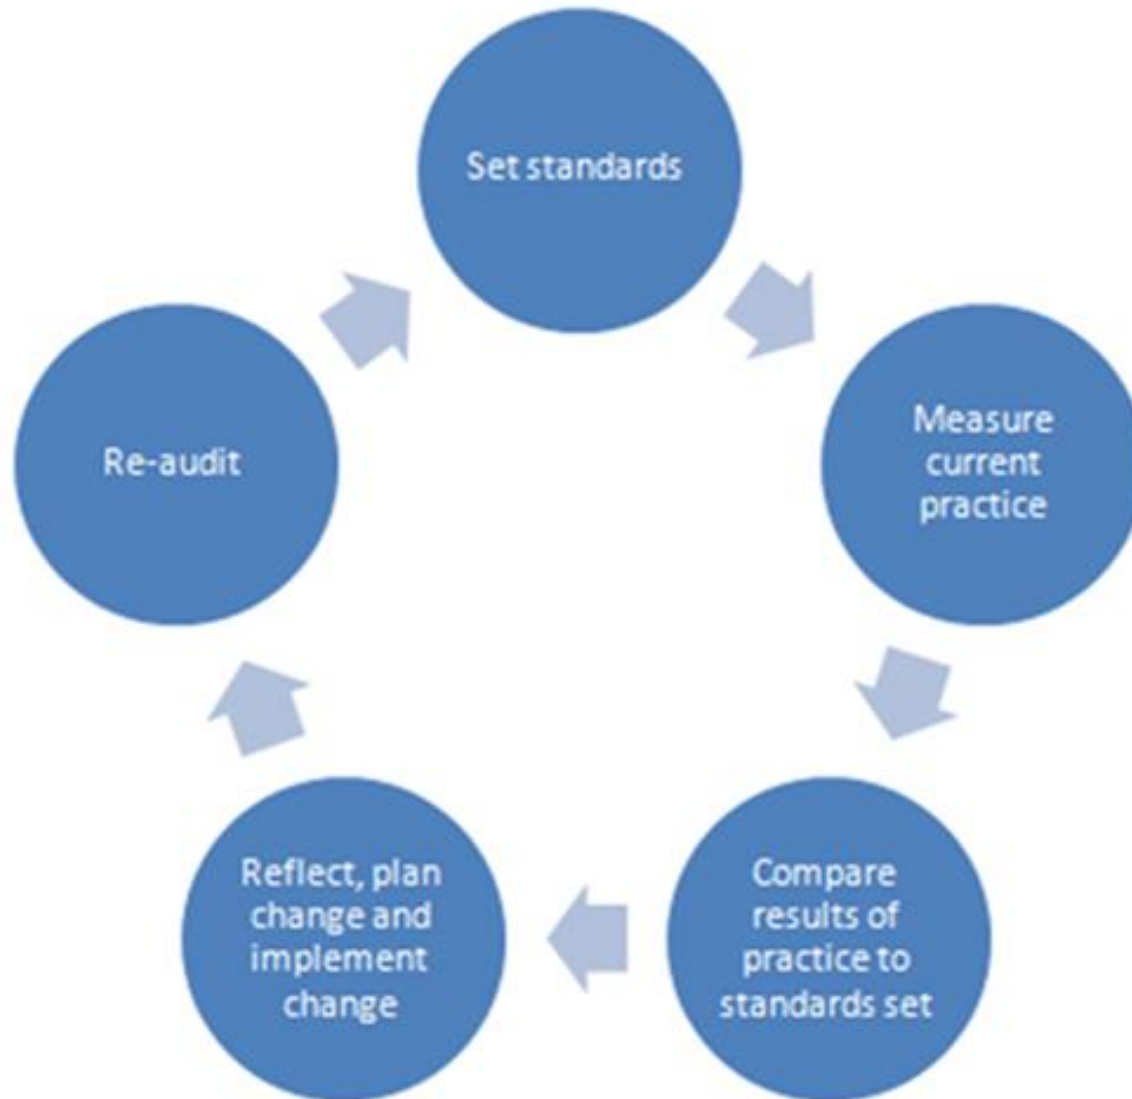 Set standards
Measure
current
practice
Compare
results of
practice to
standards set
Reflect, plan
change and
implement
change
Re-audit